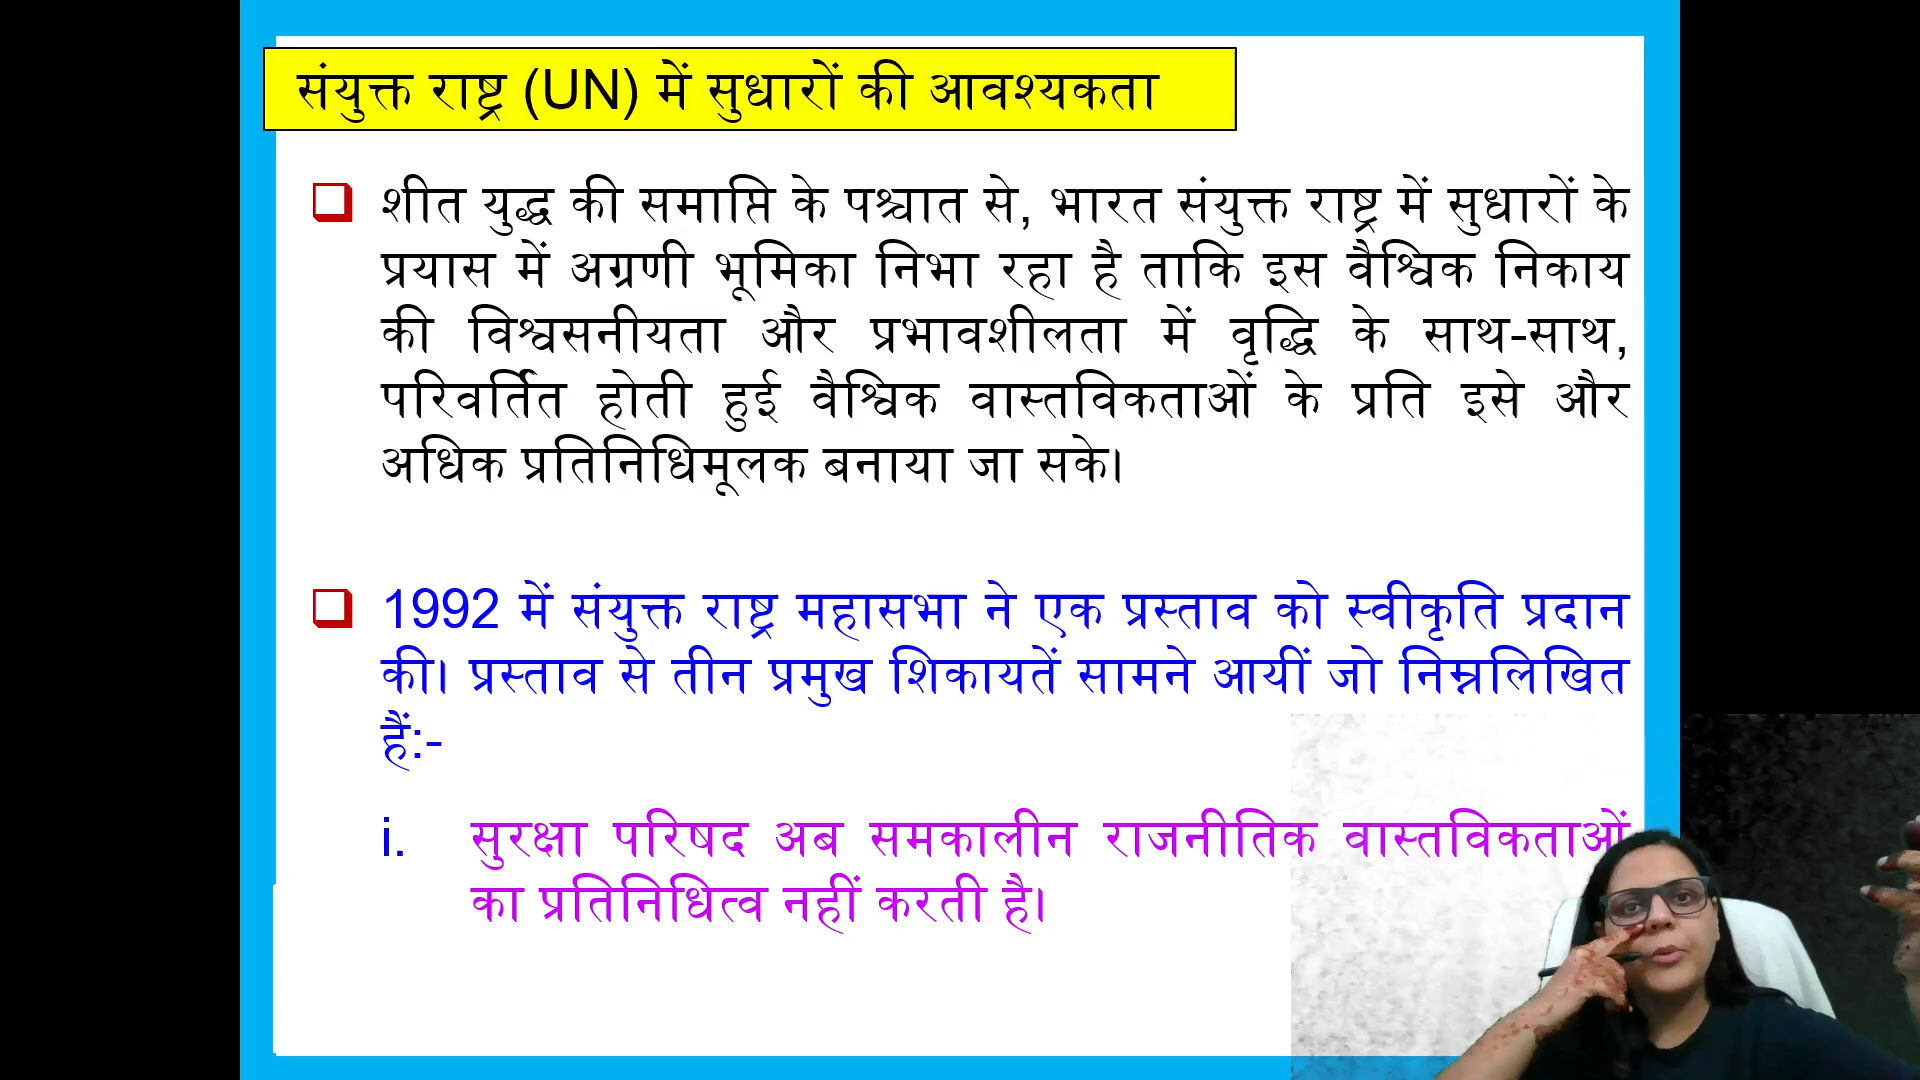 संयुक्त राष्ट्र (UN) में सुधारों की आवश्यकता
शीत युद्ध की समाप्ति के पश्चात से, भारत संयुक्त राष्ट्र में सुधारों के
प्रयास में अग्रणी भूमिका निभा रहा है ताकि इस वैश्विक निकाय
की विश्वसनीयता और प्रभावशीलता में वृद्धि के साथ-साथ,
परिवर्तित होती हुई वैश्विक वास्तविकताओं के प्रति इसे और
अधिक प्रतिनिधिमूलक बनाया जा सके।
1992 में संयुक्त राष्ट्र महासभा ने एक प्रस्ताव को स्वीकृति प्रदान
की। प्रस्ताव से तीन प्रमुख शिकायतें सामने आयीं जो निम्नलिखित
हैं:-
i. सुरक्षा परिषद अब समकालीन राजनीतिक वास्तविकताओं
का प्रतिनिधित्व नहीं करती है।